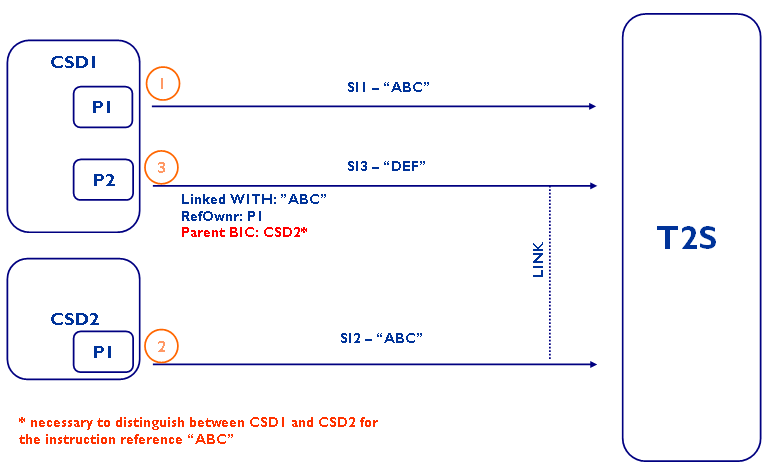 CSD1
P1
1
SI1 – “ABC”
P2
3
SI3 – “DEF”
Linked WITH: ”ABC”
RefOwnr: P1
Parent BIC: CSD2*
T2S
LINK
CSD2
P1
2
SI2 – “ABC”
* necessary to distinguish between CSD1 and CSD2 for
the instruction reference “ABC”